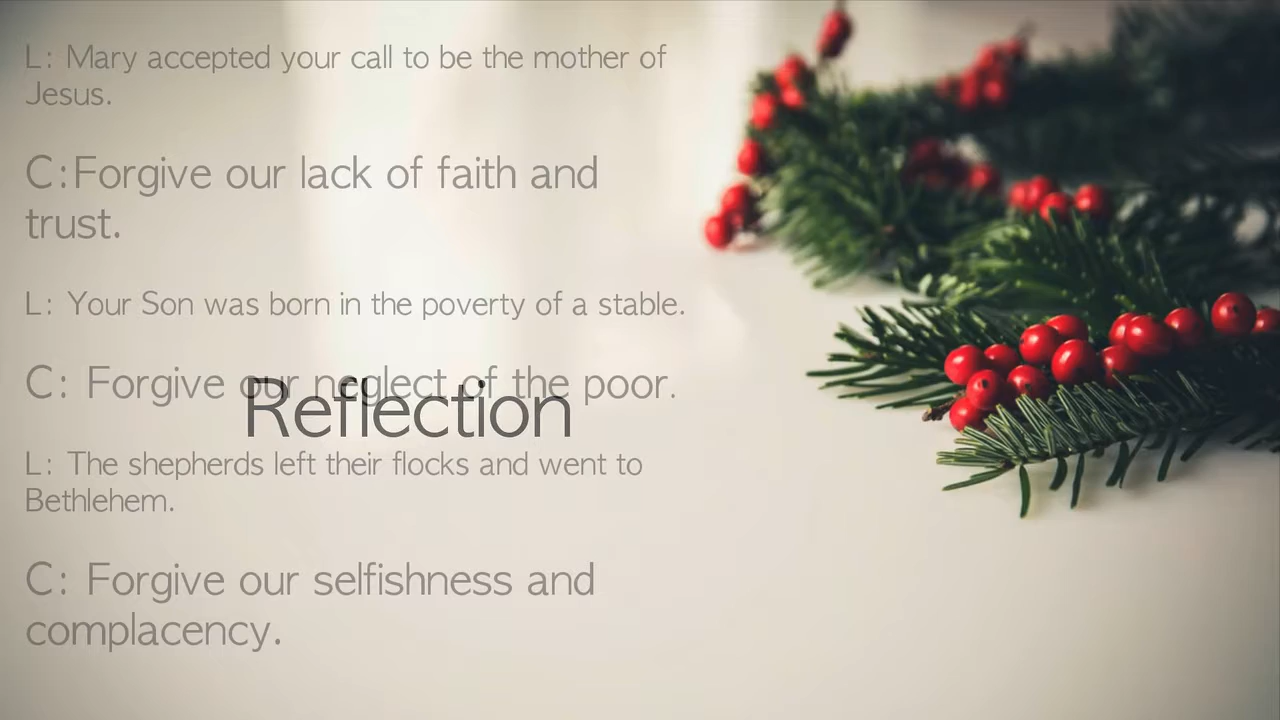 L: Mary accepted your call to be the mother of
Jesus.
C:Forgive our lack of faith and
trust.
L: Your Son was born in the poverty of a stable.
C: Forgive our neglect of the poor.
Reflection
L: The shepherds left their flocks and went to
Bethlehem.
C: Forgive our selfishness and
complacency.